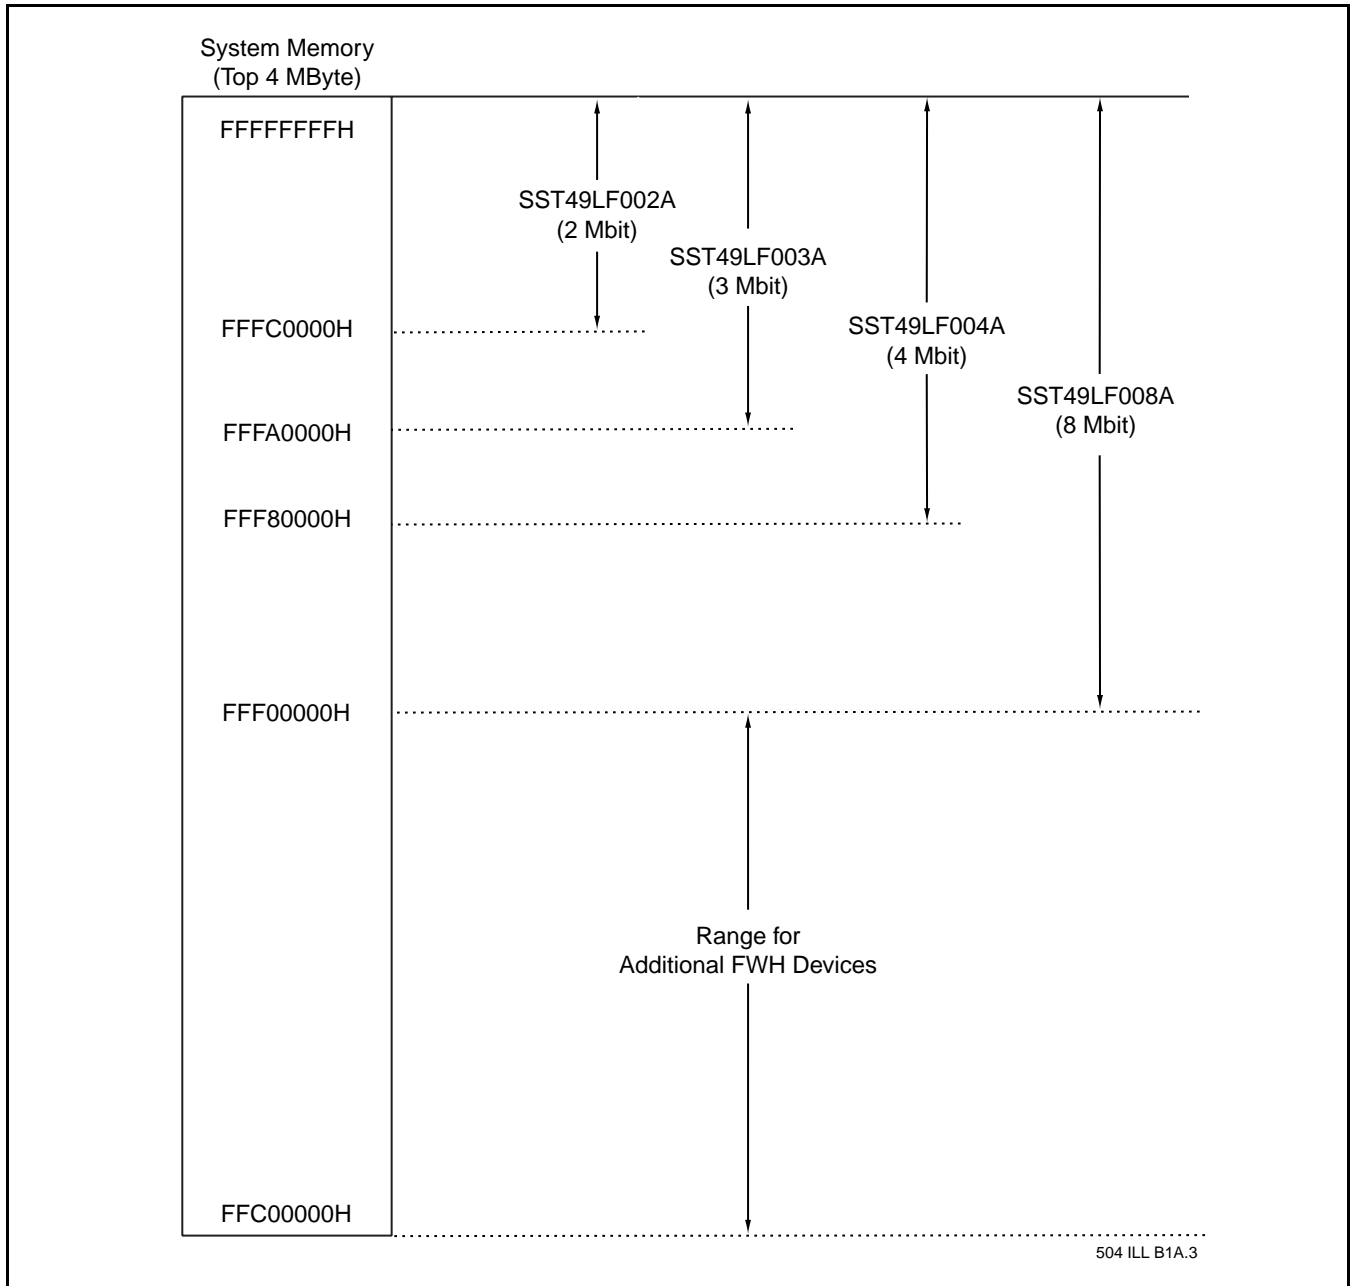 System Memory
(Top 4 MByte)
FFFFFFFFH
SST49LF002A
(2 Mbit)
SST49LF003A
(3 Mbit)
FFFC0000H
SST49LF004A
(4 Mbit)
SST49LF008A
(8 Mbit)
FFFA0000H
FFF80000H
FFF00000H
Range for
Additional FWH Devices
FFC00000H
504 ILL B1A.3